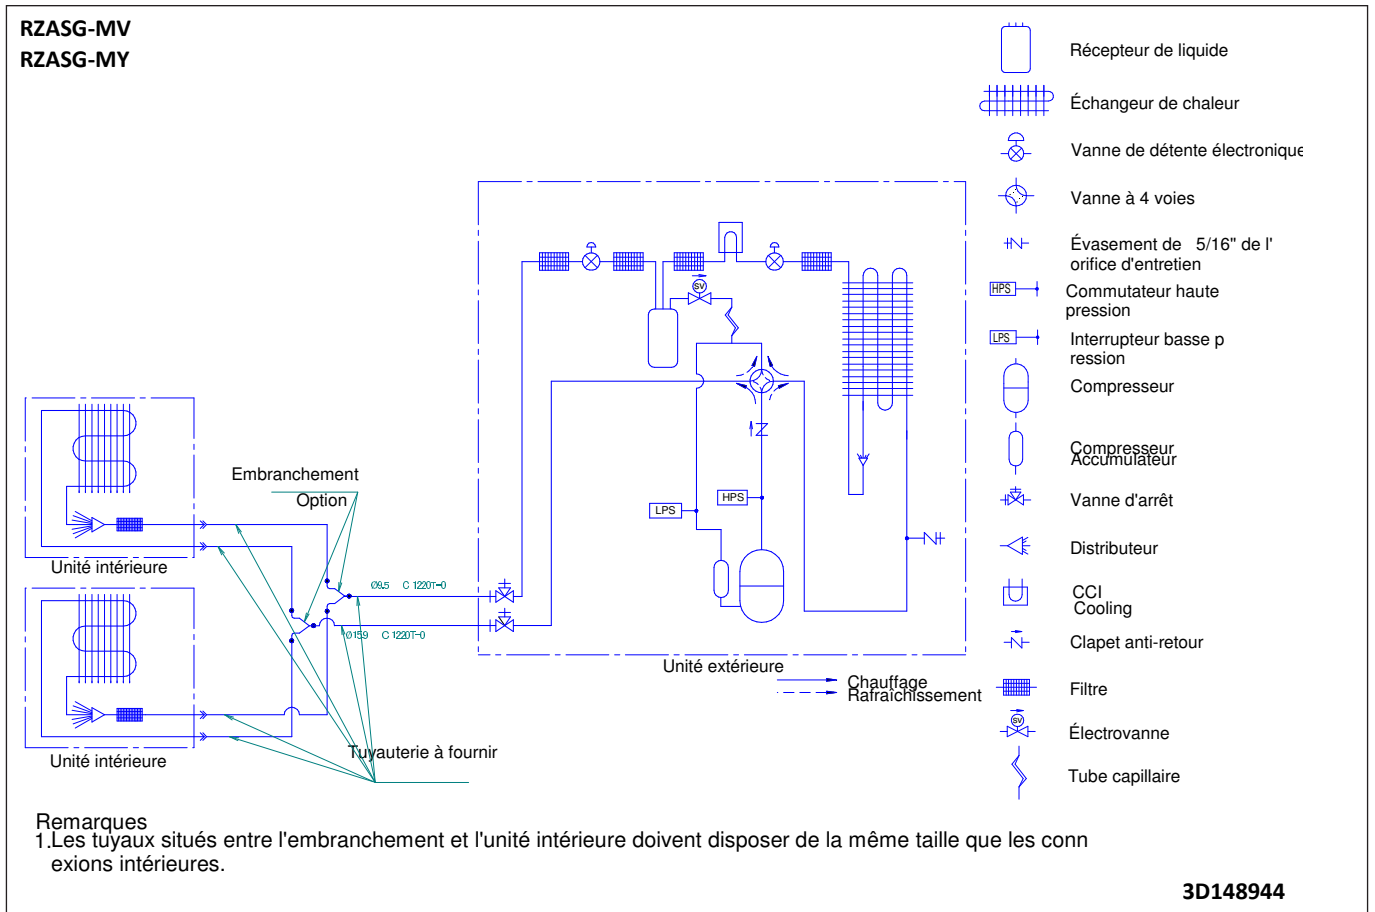 RZASG-MV
RZASG-MY
Récepteur de liquide
Échangeur de chaleur
Vanne de détente électronique
Vanne à 4 voies
Évasement de 5/16" de l'
orifice d'entretien
HPS
Commutateur haute
pression
LPS
Interrupteur basse p
ression
Compresseur
Compresseur
Accumulateur
Vanne d'arrêt
Distributeur
CCI
Cooling
Clapet anti-retour
Filtre
SV
Électrovanne
Tube capillaire
SV
HPS
LPS
Embranchement
Option
Unité intérieure
Ø9.5 C1220T-O
Ø15.9 C1220T-O
Unité extérieure
Chauffage
Rafraîchissement
Tuyauterie à fournir
Unité intérieure
Remarques
1.Les tuyaux situés entre l'embranchement et l'unité intérieure doivent disposer de la même taille que les conn
exions intérieures.
3D148944